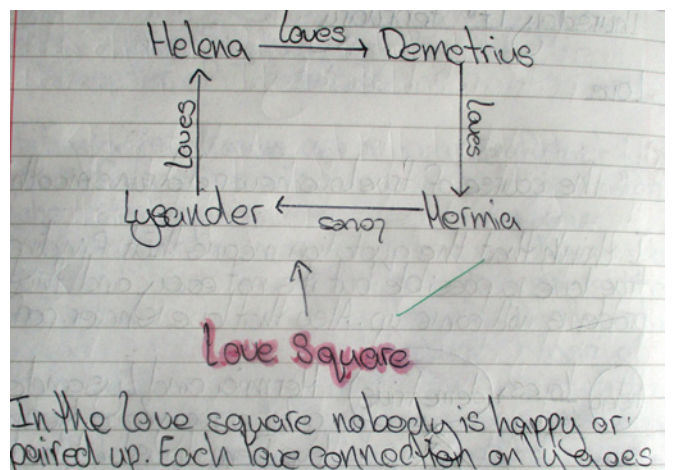 Helena loves Demetrius
loves
loves
Lysander loves Hermia
Love Square
In the love square nobody is happy or
paired up. Each love connection only goes